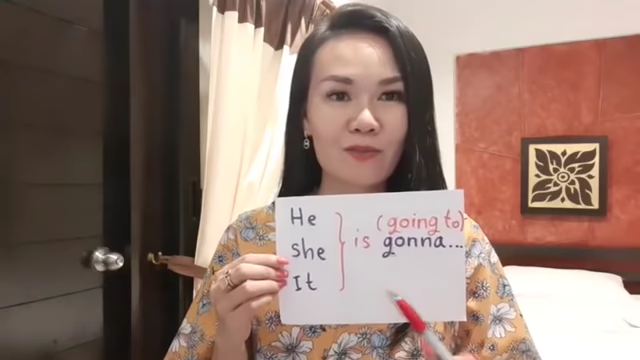 He
she
It
} is
(going to)
gonna...